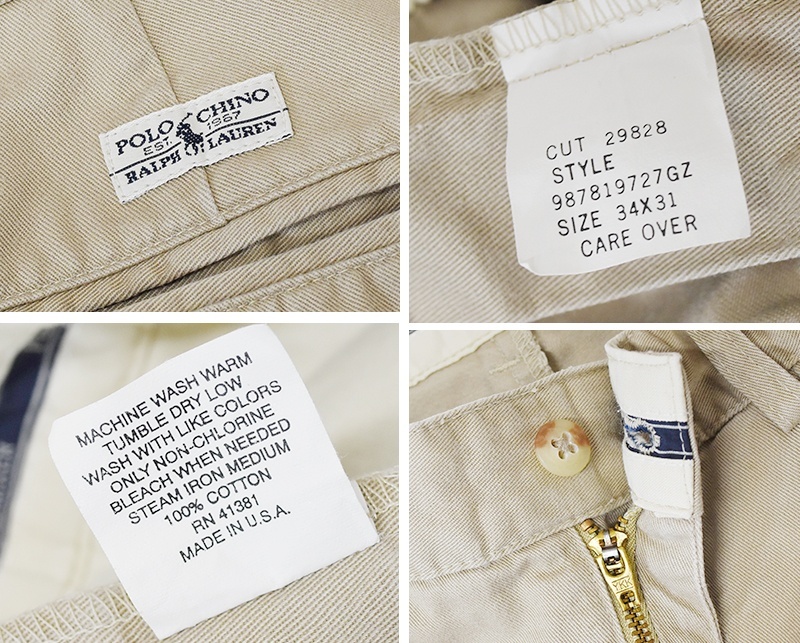 POLO CHINO
EST. 1967
RALPH LAUREN
CUT 29828
STYLE
987819727GZ
SIZE 34X31
CARE OVER
MACHINE WASH WARM
TUMBLE DRY LOW
WASH WITH LIKE COLORS
ONLY NON-CHLORINE
BLEACH WHEN NEEDED
STEAM IRON MEDIUM
100% COTTON
RN 41381
MADE IN U.S.A.
YKK